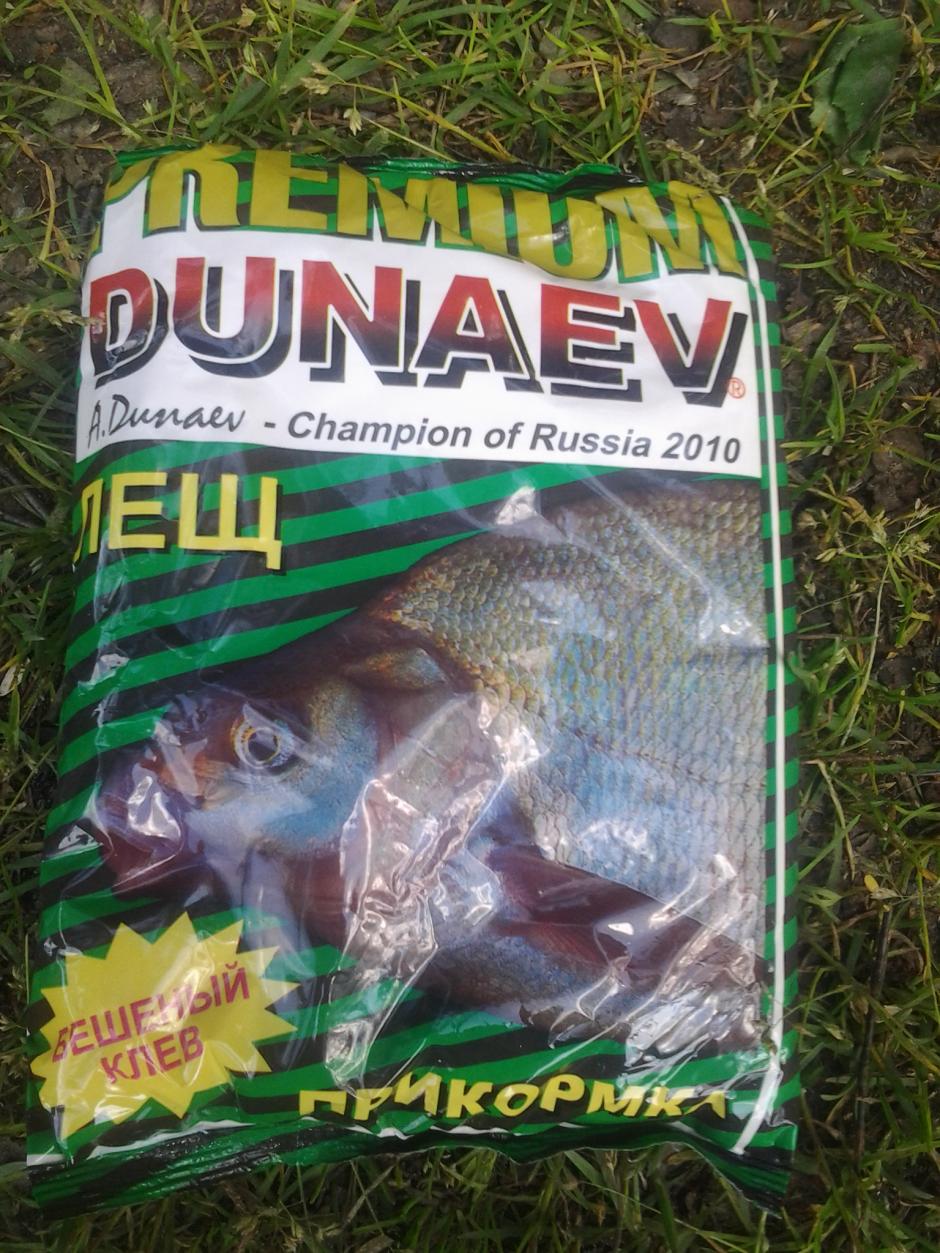 PREMIUM
DUNAEV®
A.Dunaev - Champion of Russia 2010
ЛЕЩ
БЕШЕНЫЙ
КЛЕВ
ПРИКОРМКА